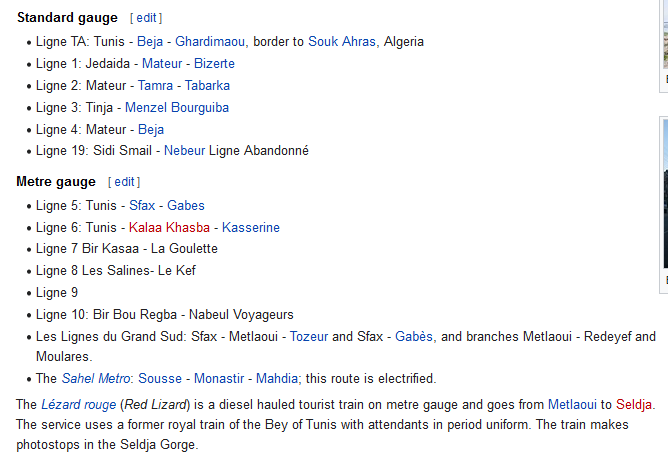 Standard gauge [ edit ]
Ligne TA: Tunis - Beja - Ghardimaou, border to Souk Ahras, Algeria
Ligne 1: Jedaida - Mateur - Bizerte
Ligne 2: Mateur - Tamra - Tabarka
Ligne 3: Tinja - Menzel Bourguiba
Ligne 4: Mateur - Beja
Ligne 19: Sidi Smail - Nebeur Ligne Abandonné
Metre gauge [ edit ]
Ligne 5: Tunis - Sfax - Gabes
Ligne 6: Tunis - Kalaa Khasba - Kasserine
Ligne 7 Bir Kasaa - La Goulette
Ligne 8 Les Salines- Le Kef
Ligne 9
Ligne 10: Bir Bou Regba - Nabeul Voyageurs
Les Lignes du Grand Sud: Sfax - Metlaoui - Tozeur and Sfax - Gabès, and branches Metlaoui - Redeyef and
Moulares.
The Sahel Metro: Sousse - Monastir - Mahdia; this route is electrified.
The Lézard rouge (Red Lizard) is a diesel hauled tourist train on metre gauge and goes from Metlaoui to Seldja.
The service uses a former royal train of the Bey of Tunis with attendants in period uniform. The train makes
photostops in the Seldja Gorge.